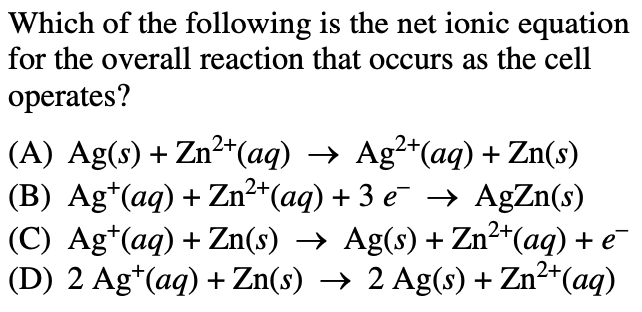 Which of the following is the net ionic equation
for the overall reaction that occurs as the cell
operates?
(A) Ag(s) + Zn²⁺(aq) → Ag²⁺(aq) + Zn(s)
(B) Ag⁺(aq) + Zn²⁺(aq) + 3 e⁻ → AgZn(s)
(C) Ag⁺(aq) + Zn(s) → Ag(s) + Zn²⁺(aq) + e⁻
(D) 2 Ag⁺(aq) + Zn(s) → 2 Ag(s) + Zn²⁺(aq)